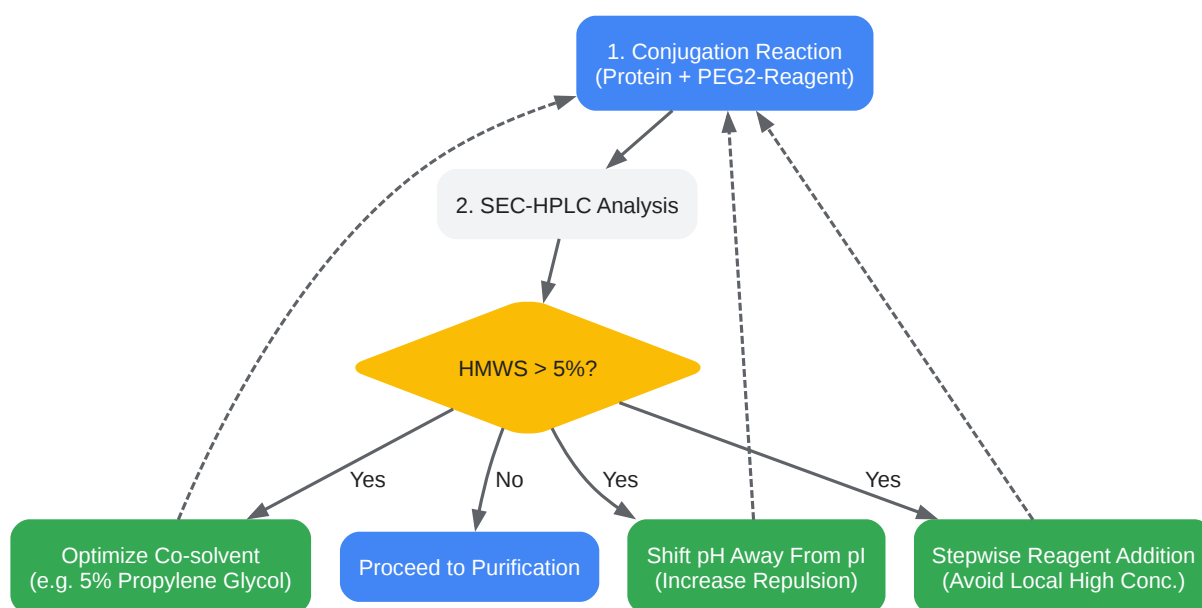 1. Conjugation Reaction
(Protein + PEG2-Reagent)
2. SEC-HPLC Analysis
HMWS > 5%?
Yes
No
Yes
Yes
Optimize Co-solvent
(e.g. 5% Propylene Glycol)
Proceed to Purification
Shift pH Away From pI
(Increase Repulsion)
Stepwise Reagent Addition
(Avoid Local High Conc.)